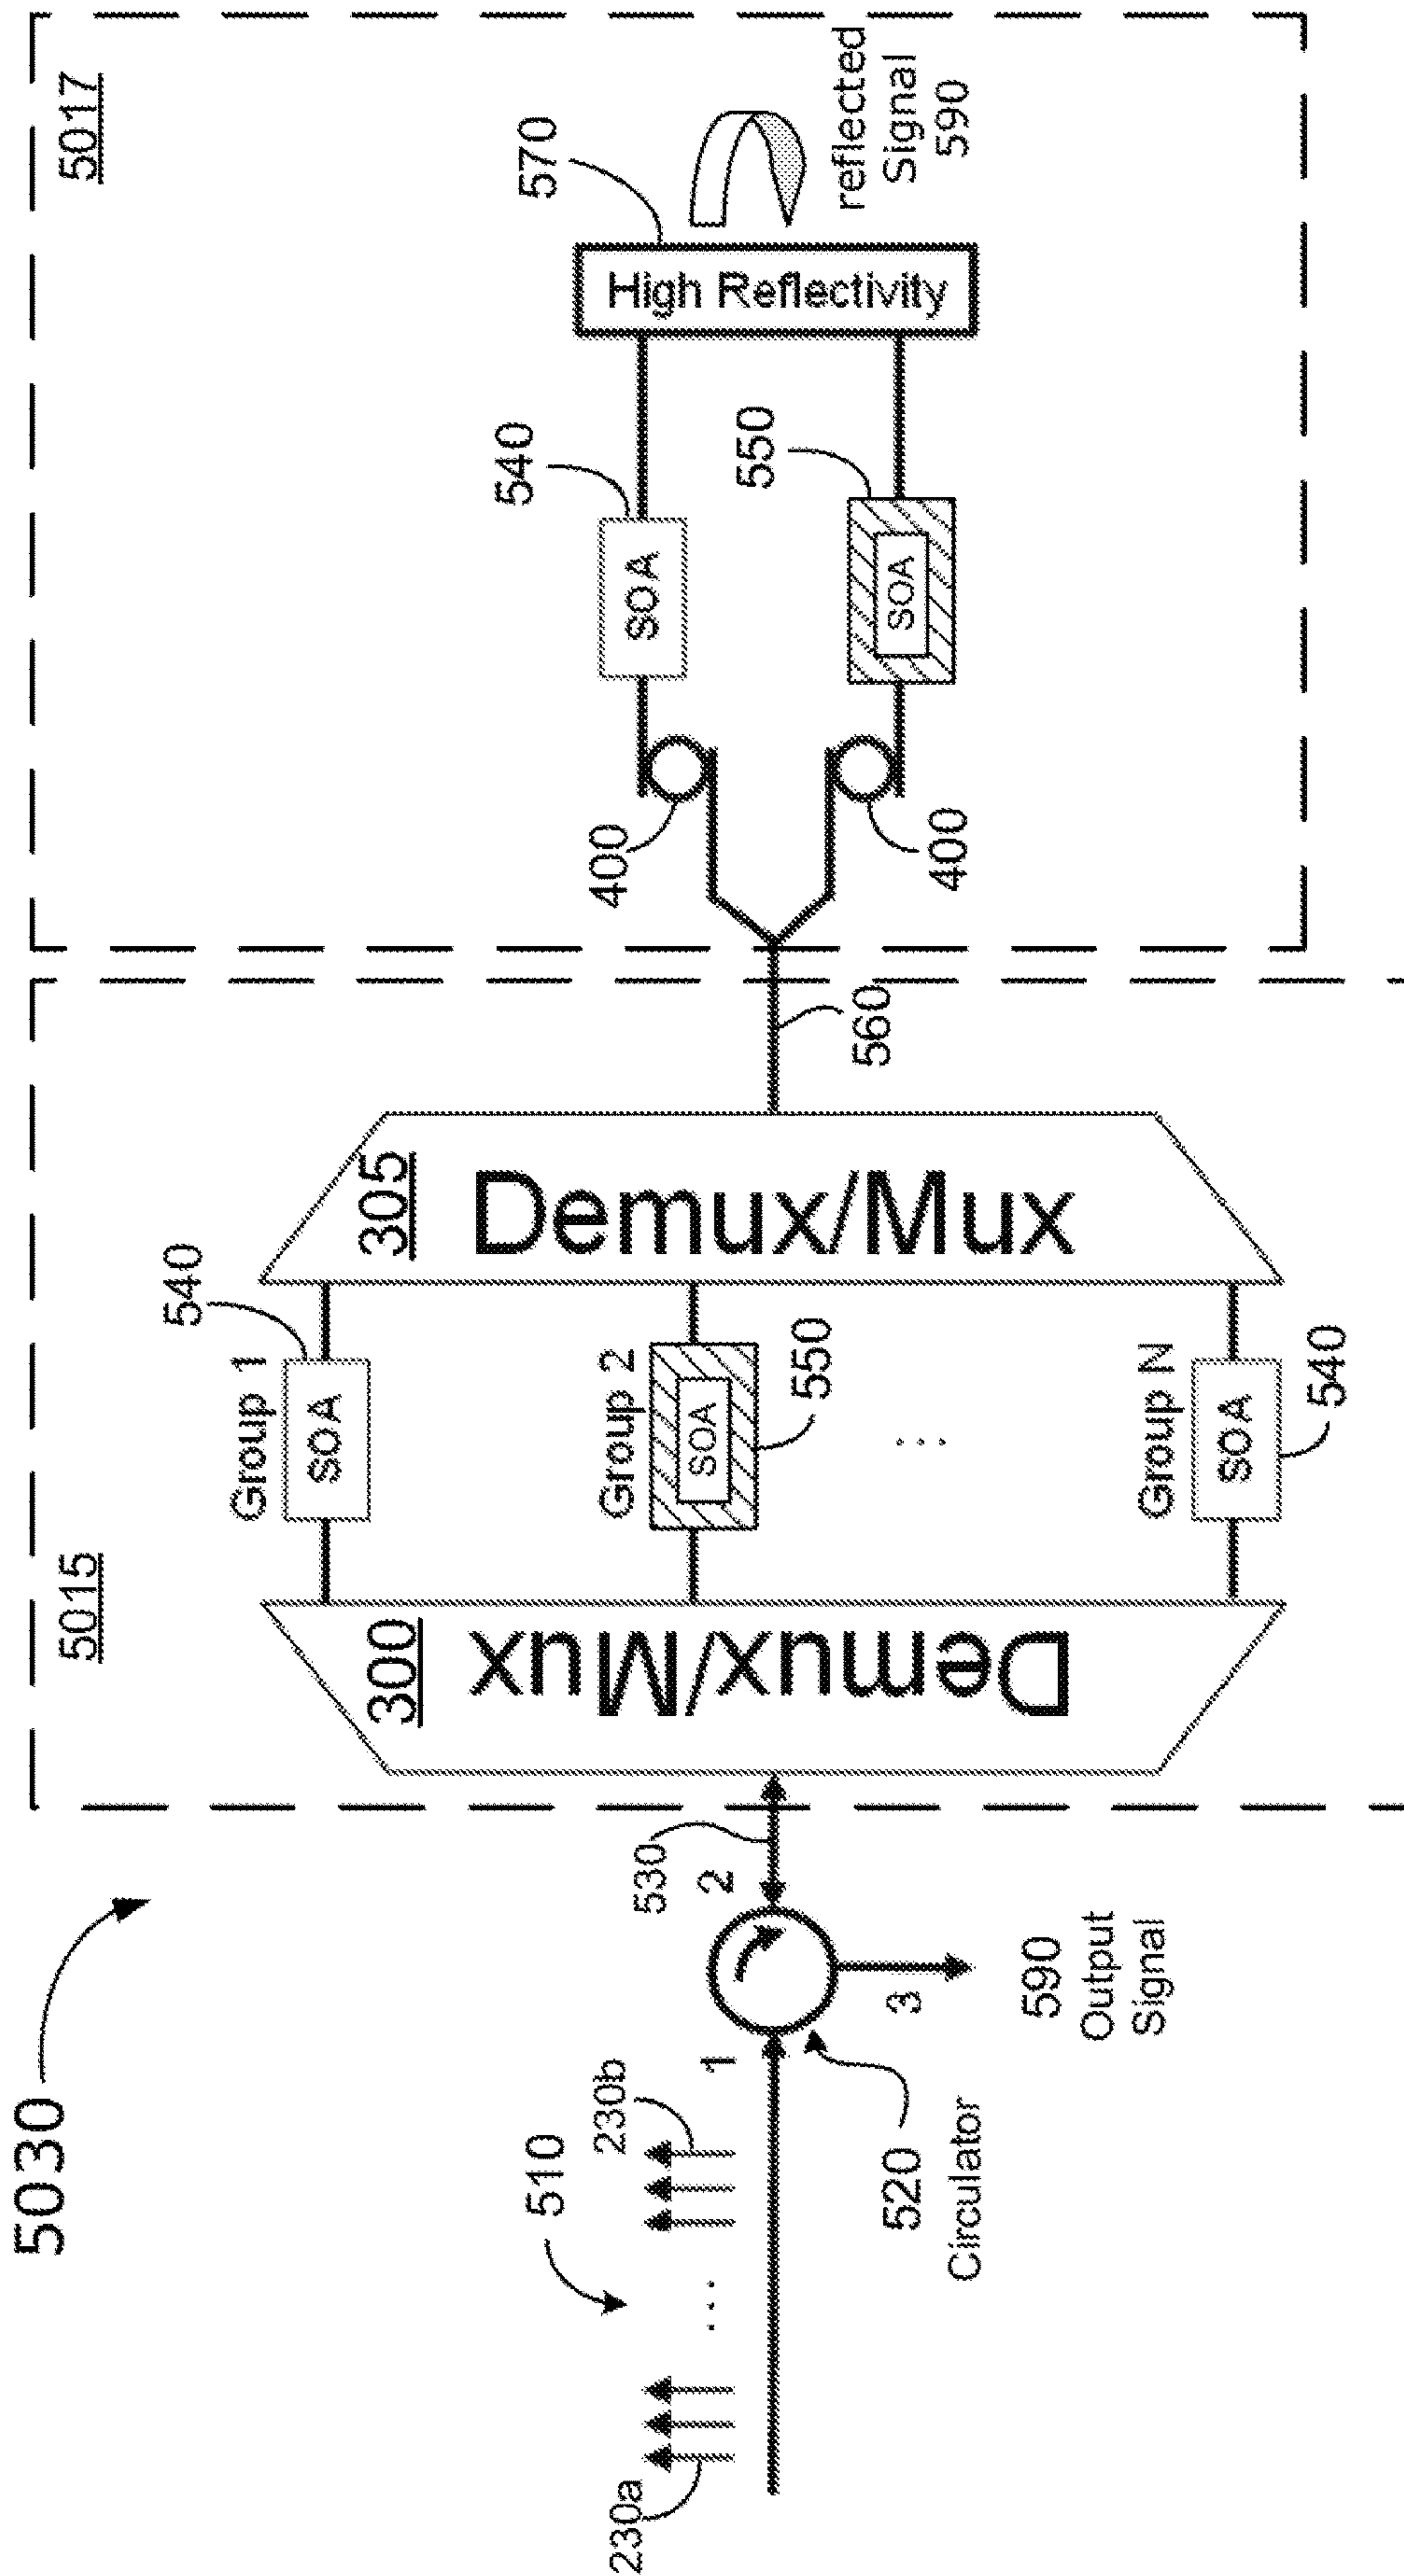 5030
230a
510
...
230b
1
520
Circulator
3
590
Output
Signal
530
2
5015
300
Demux/Mux
Group 1
SOA
540
Group 2
SOA
550
...
Group N
SOA
540
305
Demux/Mux
560
5017
400
400
SOA
540
SOA
550
High Reflectivity
570
reflected
Signal
590